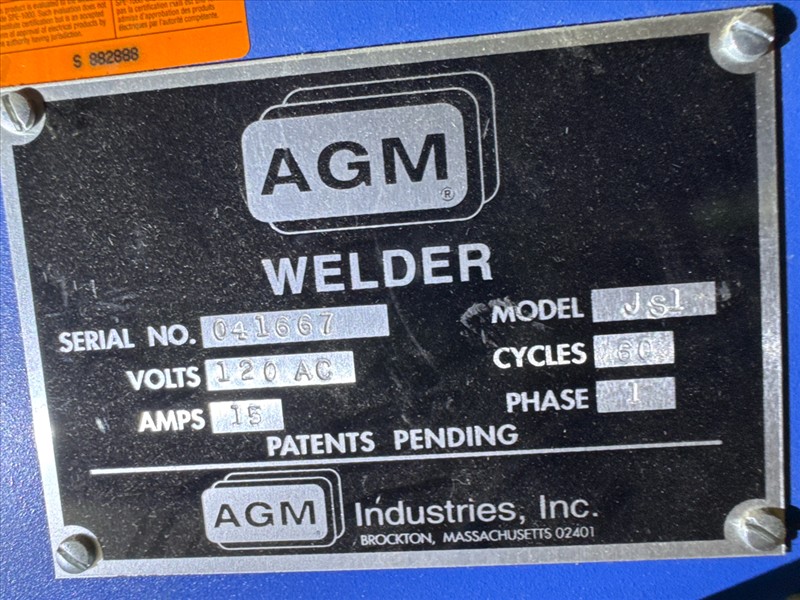 S 882888
AGM
®
WELDER
SERIAL NO. 041667
MODEL JS1
VOLTS 120 AC
CYCLES 60
AMPS 15
PHASE 1
PATENTS PENDING
AGM Industries, Inc.
BROCKTON, MASSACHUSETTS 02401